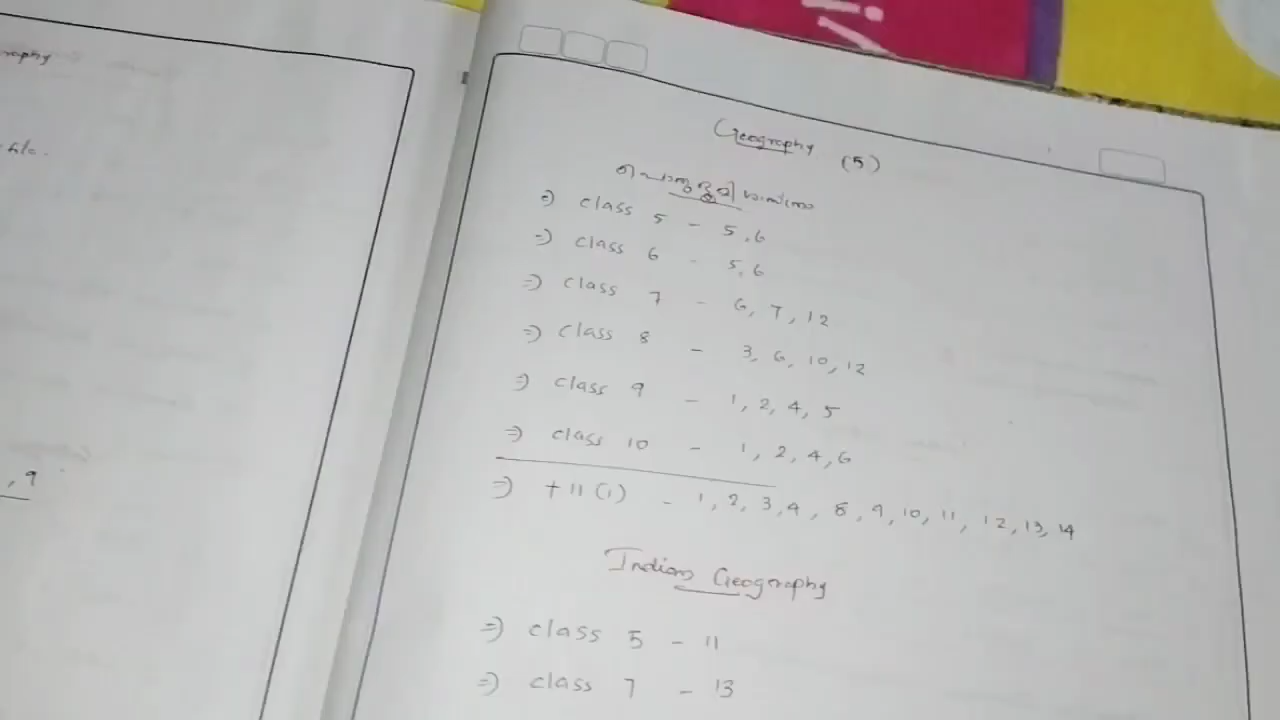 Geography (5)
പൊതുഭൂമിശാസ്ത്രം
=) class 5 - 5, 6
=) class 6 - 5, 6
=) class 7 - 6, 7, 12
=) class 8 - 3, 6, 10, 12
=) class 9 - 1, 2, 4, 5
=) class 10 - 1, 2, 4, 6
=) +11 (1) - 1, 2, 3, 4, 8, 9, 10, 11, 12, 13, 14
Indian Geography
=) class 5 - 11
=) class 7 - 13
, 9